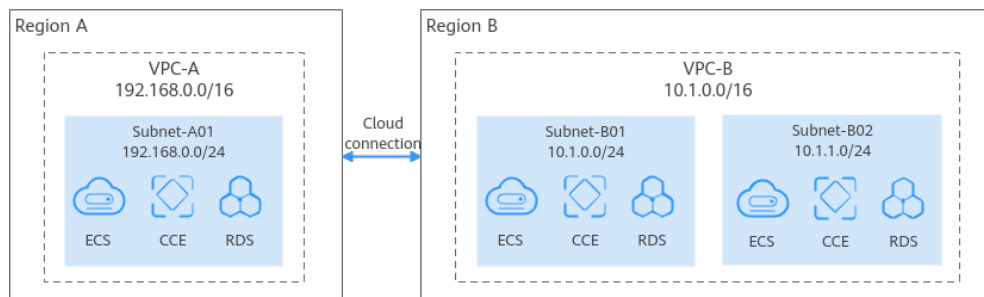 Region A
VPC-A
192.168.0.0/16
Subnet-A01
192.168.0.0/24
ECS CCE RDS
Cloud
connection
Region B
VPC-B
10.1.0.0/16
Subnet-B01
10.1.0.0/24
ECS CCE RDS
Subnet-B02
10.1.1.0/24
ECS CCE RDS